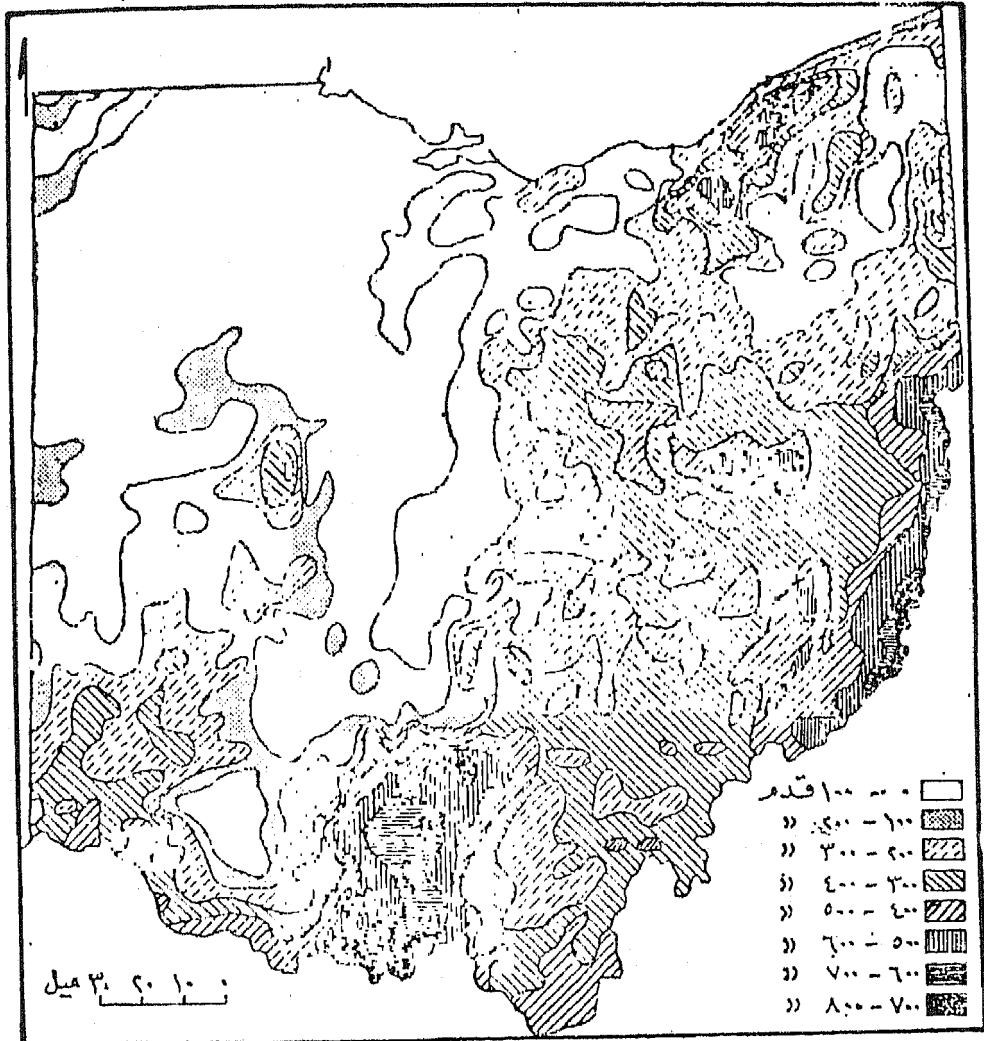 ٠ - ١٠٠ قدم
١٠٠ - ٢٠٠ ))
٢٠٠ - ٣٠٠ ))
٣٠٠ - ٤٠٠ ))
٤٠٠ - ٥٠٠ ))
٥٠٠ - ٦٠٠ ))
٦٠٠ - ٧٠٠ ))
٧٠٠ - ٨٠٠ ))
٠ ١٠ ٢٠ ٣٠ ميل